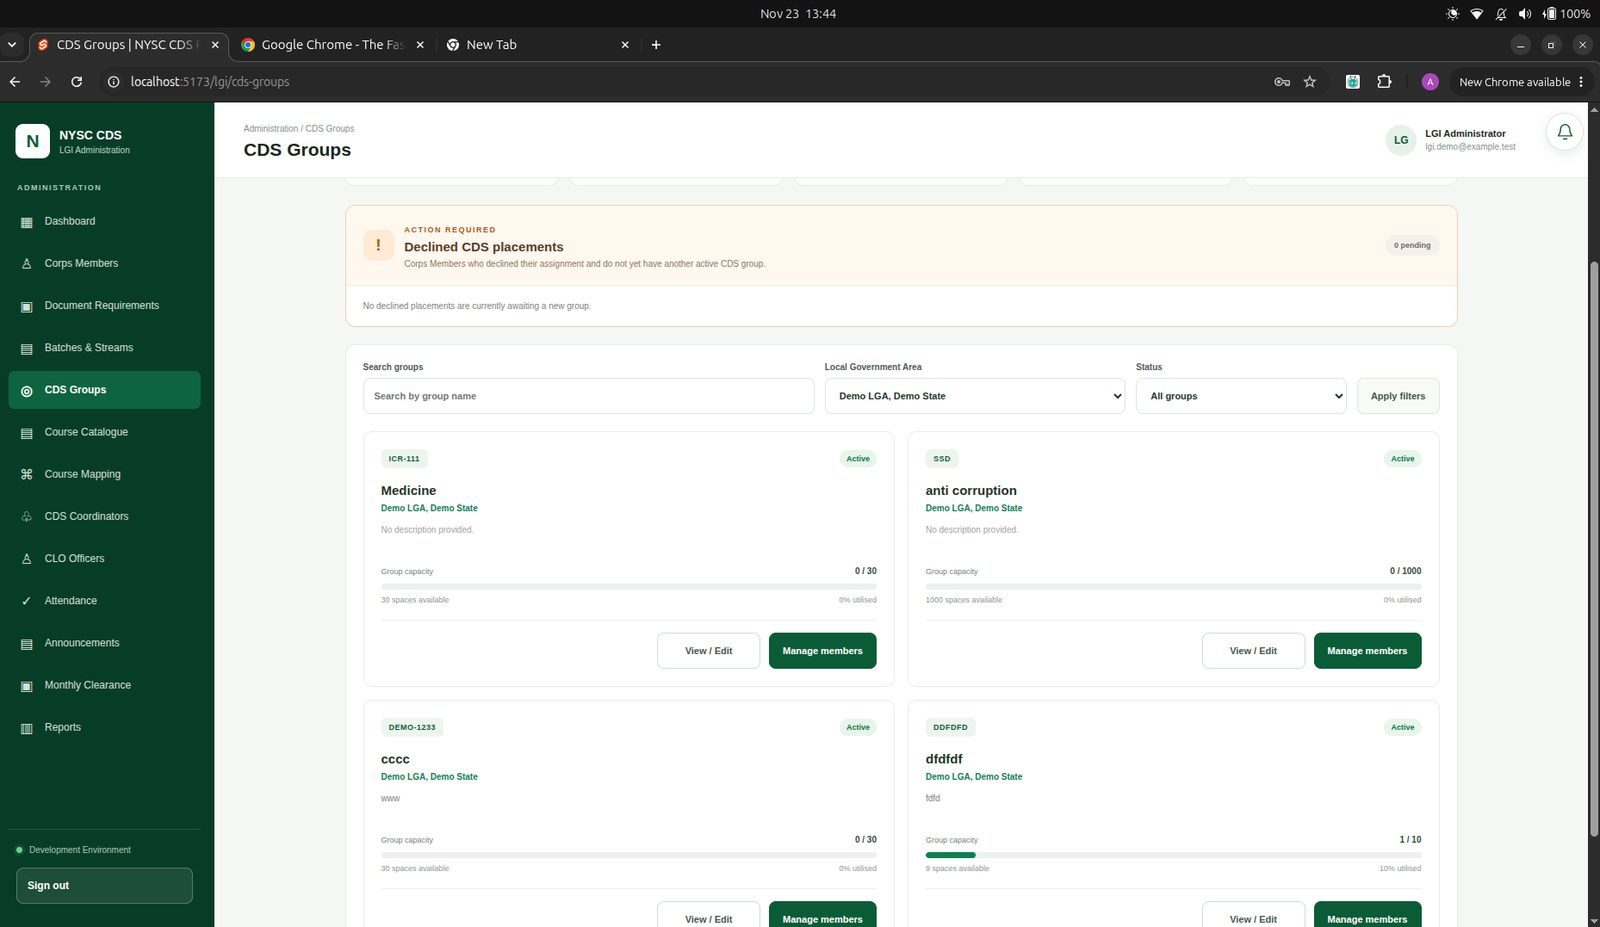 Nov 23 13:44
100%
CDS Groups | NYSC CDS P
Google Chrome - The Fas
New Tab
localhost:5173/lgi/cds-groups
A
New Chrome available
N
NYSC CDS
LGI Administration
ADMINISTRATION
Dashboard
Corps Members
Document Requirements
Batches & Streams
CDS Groups
Course Catalogue
Course Mapping
CDS Coordinators
CLO Officers
Attendance
Announcements
Monthly Clearance
Reports
Development Environment
Sign out
Administration / CDS Groups
CDS Groups
LG
LGI Administrator
lgi.demo@example.test
!
ACTION REQUIRED
Declined CDS placements
Corps Members who declined their assignment and do not yet have another active CDS group.
0 pending
No declined placements are currently awaiting a new group.
Search groups
Local Government Area
Status
Search by group name
Demo LGA, Demo State
All groups
Apply filters
ICR-111
Active
Medicine
Demo LGA, Demo State
No description provided.
Group capacity
0 / 30
30 spaces available
0% utilised
View / Edit
Manage members
SSD
Active
anti corruption
Demo LGA, Demo State
No description provided.
Group capacity
0 / 1000
1000 spaces available
0% utilised
View / Edit
Manage members
DEMO-1233
Active
cccc
Demo LGA, Demo State
www
Group capacity
0 / 30
30 spaces available
0% utilised
View / Edit
Manage members
DDFDFD
Active
dfdfdf
Demo LGA, Demo State
fdfd
Group capacity
1 / 10
9 spaces available
10% utilised
View / Edit
Manage members